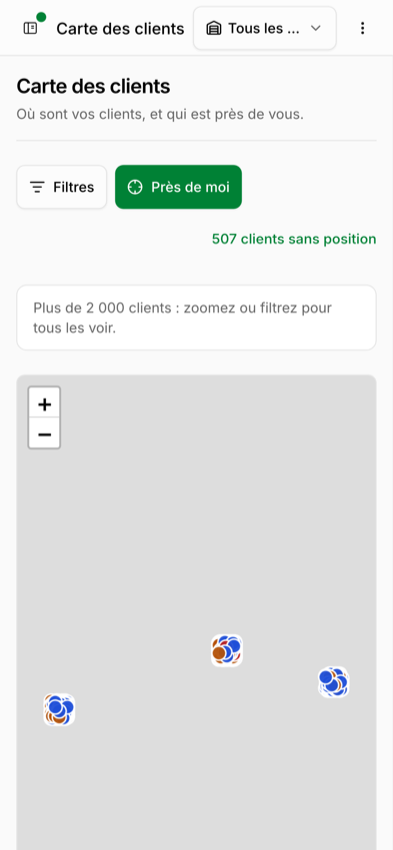 Carte des clients
Tous les ...
Carte des clients
Où sont vos clients, et qui est près de vous.
Filtres
Près de moi
507 clients sans position
Plus de 2 000 clients : zoomez ou filtrez pour
tous les voir.
+
−